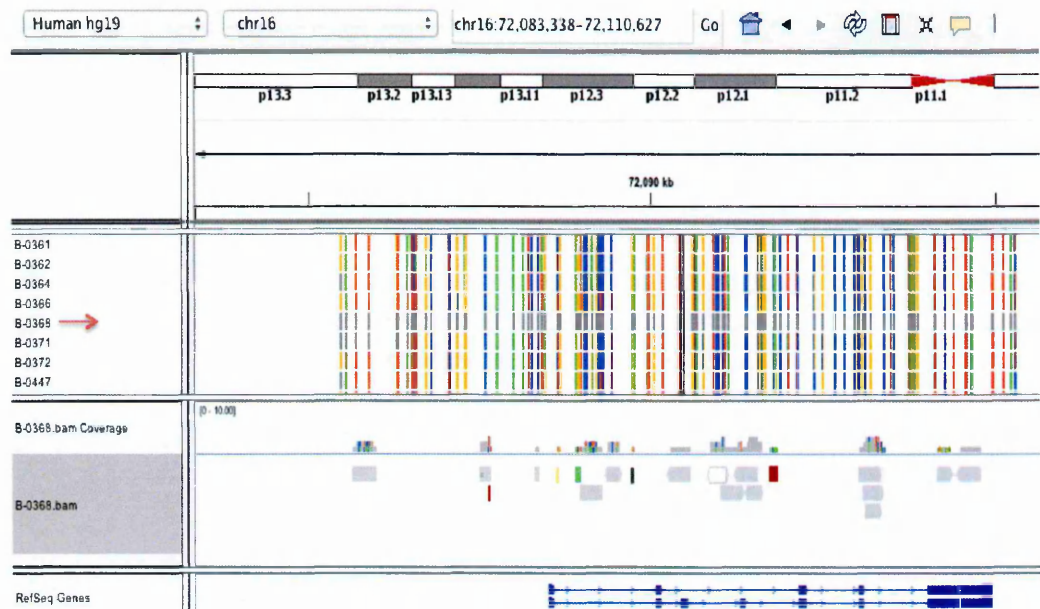 Human hg19 chr16 chr16:72,083,338-72,110,627 Go
p13.3 p13.2 p13.13 p13.11 p12.3 p12.2 p12.1 p11.2 p11.1
72,090 kb
B-0361
B-0362
B-0364
B-0366
B-0368
B-0371
B-0372
B-0447
[0 - 10.00]
B-0368.bam Coverage
B-0368.bam
RefSeq Genes